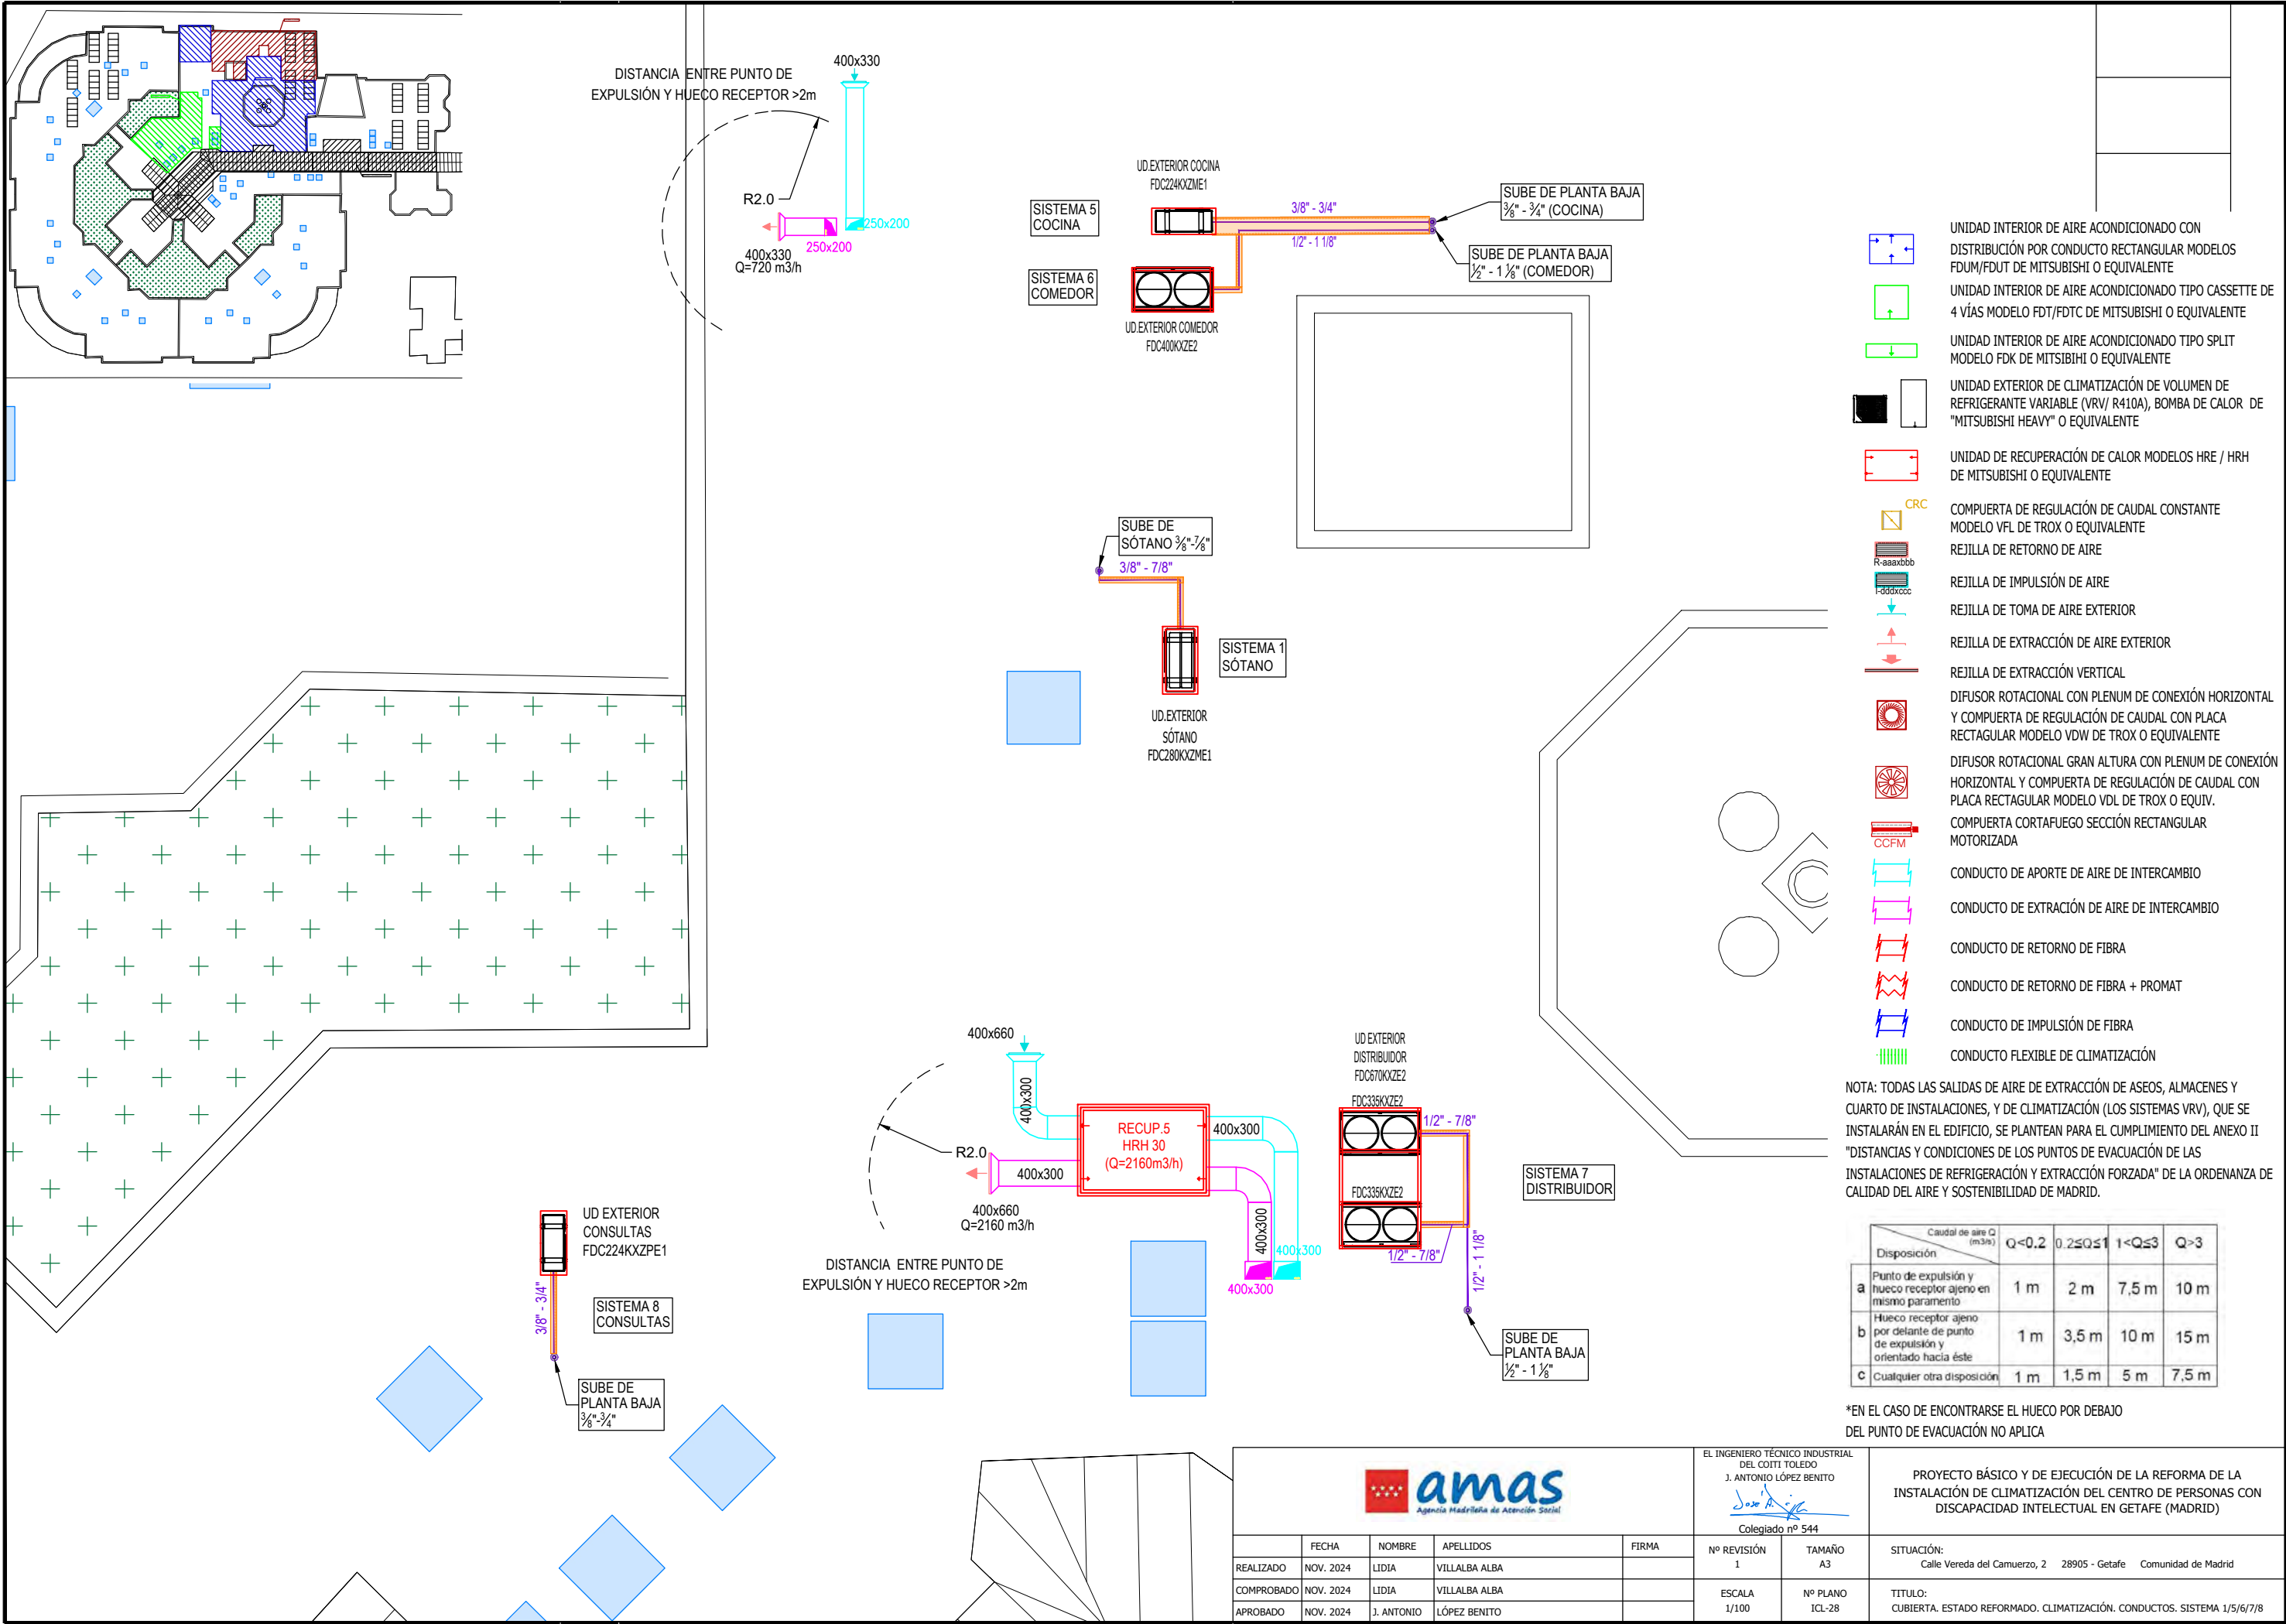 DISTANCIA ENTRE PUNTO DE
EXPULSIÓN Y HUECO RECEPTOR >2m
400x330
R2.0
250x200
250x200
400x330
Q=720 m3/h
UD.EXTERIOR COCINA
FDC224KXZME1
SISTEMA 5
COCINA
3/8" - 3/4"
1/2" - 1 1/8"
SUBE DE PLANTA BAJA
⅜" - ¾" (COCINA)
SUBE DE PLANTA BAJA
½" - 1 ⅛" (COMEDOR)
SISTEMA 6
COMEDOR
UD.EXTERIOR COMEDOR
FDC400KXZE2
SUBE DE
SÓTANO ⅜"-⅞"
3/8" - 7/8"
SISTEMA 1
SÓTANO
UD.EXTERIOR
SÓTANO
FDC280KXZME1
400x660
400x300
RECUP.5
HRH 30
(Q=2160m3/h)
400x300
R2.0
400x300
400x660
Q=2160 m3/h
400x300
400x300
400x300
DISTANCIA ENTRE PUNTO DE
EXPULSIÓN Y HUECO RECEPTOR >2m
UD EXTERIOR
DISTRIBUIDOR
FDC670KXZE2
FDC335KXZE2
1/2" - 7/8"
FDC335KXZE2
1/2" - 7/8"
1/2" - 1 1/8"
SISTEMA 7
DISTRIBUIDOR
SUBE DE
PLANTA BAJA
½" - 1 ⅛"
UD EXTERIOR
CONSULTAS
FDC224KXZPE1
3/8" - 3/4"
SISTEMA 8
CONSULTAS
SUBE DE
PLANTA BAJA
⅜"-¾"
UNIDAD INTERIOR DE AIRE ACONDICIONADO CON
DISTRIBUCIÓN POR CONDUCTO RECTANGULAR MODELOS
FDUM/FDUT DE MITSUBISHI O EQUIVALENTE
UNIDAD INTERIOR DE AIRE ACONDICIONADO TIPO CASSETTE DE
4 VÍAS MODELO FDT/FDTC DE MITSUBISHI O EQUIVALENTE
UNIDAD INTERIOR DE AIRE ACONDICIONADO TIPO SPLIT
MODELO FDK DE MITSIBIHI O EQUIVALENTE
UNIDAD EXTERIOR DE CLIMATIZACIÓN DE VOLUMEN DE
REFRIGERANTE VARIABLE (VRV/ R410A), BOMBA DE CALOR DE
"MITSUBISHI HEAVY" O EQUIVALENTE
UNIDAD DE RECUPERACIÓN DE CALOR MODELOS HRE / HRH
DE MITSUBISHI O EQUIVALENTE
CRC
COMPUERTA DE REGULACIÓN DE CAUDAL CONSTANTE
MODELO VFL DE TROX O EQUIVALENTE
REJILLA DE RETORNO DE AIRE
R-aaaxbbb
REJILLA DE IMPULSIÓN DE AIRE
I-dddxccc
REJILLA DE TOMA DE AIRE EXTERIOR
REJILLA DE EXTRACCIÓN DE AIRE EXTERIOR
REJILLA DE EXTRACCIÓN VERTICAL
DIFUSOR ROTACIONAL CON PLENUM DE CONEXIÓN HORIZONTAL
Y COMPUERTA DE REGULACIÓN DE CAUDAL CON PLACA
RECTAGULAR MODELO VDW DE TROX O EQUIVALENTE
DIFUSOR ROTACIONAL GRAN ALTURA CON PLENUM DE CONEXIÓN
HORIZONTAL Y COMPUERTA DE REGULACIÓN DE CAUDAL CON
PLACA RECTAGULAR MODELO VDL DE TROX O EQUIV.
COMPUERTA CORTAFUEGO SECCIÓN RECTANGULAR
MOTORIZADA
CCFM
CONDUCTO DE APORTE DE AIRE DE INTERCAMBIO
CONDUCTO DE EXTRACIÓN DE AIRE DE INTERCAMBIO
CONDUCTO DE RETORNO DE FIBRA
CONDUCTO DE RETORNO DE FIBRA + PROMAT
CONDUCTO DE IMPULSIÓN DE FIBRA
CONDUCTO FLEXIBLE DE CLIMATIZACIÓN
NOTA: TODAS LAS SALIDAS DE AIRE DE EXTRACCIÓN DE ASEOS, ALMACENES Y
CUARTO DE INSTALACIONES, Y DE CLIMATIZACIÓN (LOS SISTEMAS VRV), QUE SE
INSTALARÁN EN EL EDIFICIO, SE PLANTEAN PARA EL CUMPLIMIENTO DEL ANEXO II
"DISTANCIAS Y CONDICIONES DE LOS PUNTOS DE EVACUACIÓN DE LAS
INSTALACIONES DE REFRIGERACIÓN Y EXTRACCIÓN FORZADA" DE LA ORDENANZA DE
CALIDAD DEL AIRE Y SOSTENIBILIDAD DE MADRID.
Caudal de aire Q (m3/s) Disposición Q<0.2 0.2≤Q≤1 1<Q≤3 Q>3
a Punto de expulsión y hueco receptor ajeno en mismo paramento 1 m 2 m 7,5 m 10 m
b Hueco receptor ajeno por delante de punto de expulsión y orientado hacia éste 1 m 3,5 m 10 m 15 m
c Cualquier otra disposición 1 m 1,5 m 5 m 7,5 m
*EN EL CASO DE ENCONTRARSE EL HUECO POR DEBAJO
DEL PUNTO DE EVACUACIÓN NO APLICA
amas
Agencia Madrileña de Atención Social
EL INGENIERO TÉCNICO INDUSTRIAL
DEL COITI TOLEDO
J. ANTONIO LÓPEZ BENITO
Colegiado nº 544
PROYECTO BÁSICO Y DE EJECUCIÓN DE LA REFORMA DE LA
INSTALACIÓN DE CLIMATIZACIÓN DEL CENTRO DE PERSONAS CON
DISCAPACIDAD INTELECTUAL EN GETAFE (MADRID)
FECHA NOMBRE APELLIDOS FIRMA
REALIZADO NOV. 2024 LIDIA VILLALBA ALBA
COMPROBADO NOV. 2024 LIDIA VILLALBA ALBA
APROBADO NOV. 2024 J. ANTONIO LÓPEZ BENITO
Nº REVISIÓN
1
TAMAÑO
A3
ESCALA
1/100
Nº PLANO
ICL-28
SITUACIÓN:
Calle Vereda del Camuerzo, 2 28905 - Getafe Comunidad de Madrid
TITULO:
CUBIERTA. ESTADO REFORMADO. CLIMATIZACIÓN. CONDUCTOS. SISTEMA 1/5/6/7/8